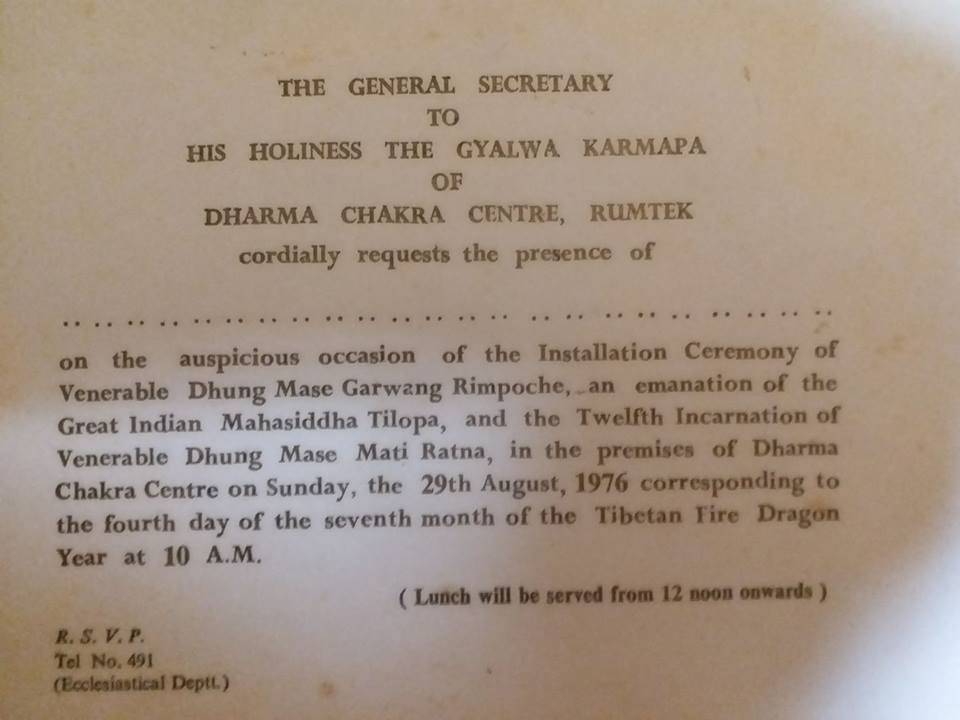 THE GENERAL SECRETARY
TO
HIS HOLINESS THE GYALWA KARMAPA
OF
DHARMA CHAKRA CENTRE, RUMTEK
cordially requests the presence of
.. .. .. .. .. .. .. .. .. .. .. .. .. .. .. .. .. .. .. .. .. .. .. ..
on the auspicious occasion of the Installation Ceremony of
Venerable Dhung Mase Garwang Rimpoche, an emanation of the
Great Indian Mahasiddha Tilopa, and the Twelfth Incarnation of
Venerable Dhung Mase Mati Ratna, in the premises of Dharma
Chakra Centre on Sunday, the 29th August, 1976 corresponding to
the fourth day of the seventh month of the Tibetan Fire Dragon
Year at 10 A.M.
( Lunch will be served from 12 noon onwards )
R. S. V. P.
Tel No. 491
(Ecclesiastical Deptt.)